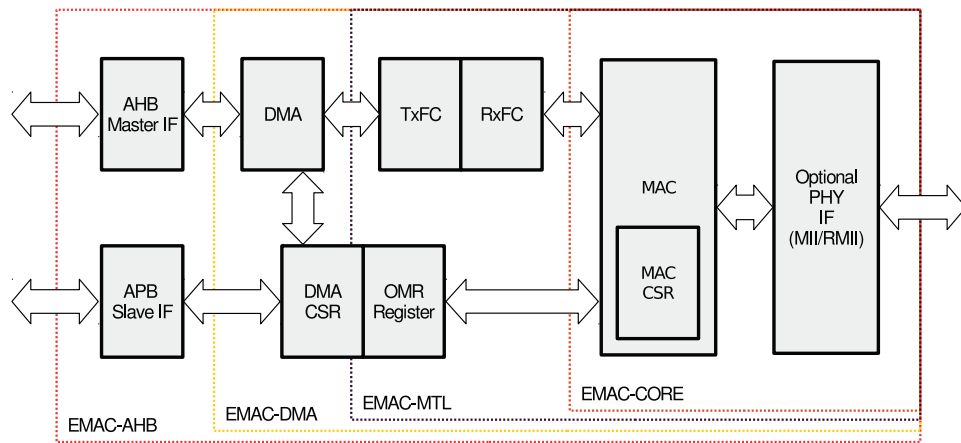 AHB
Master IF
DMA
TxFC
RxFC
MAC
Optional
PHY
IF
(MII/RMII)
APB
Slave IF
DMA
CSR
OMR
Register
MAC
CSR
EMAC-AHB
EMAC-DMA
EMAC-MTL
EMAC-CORE